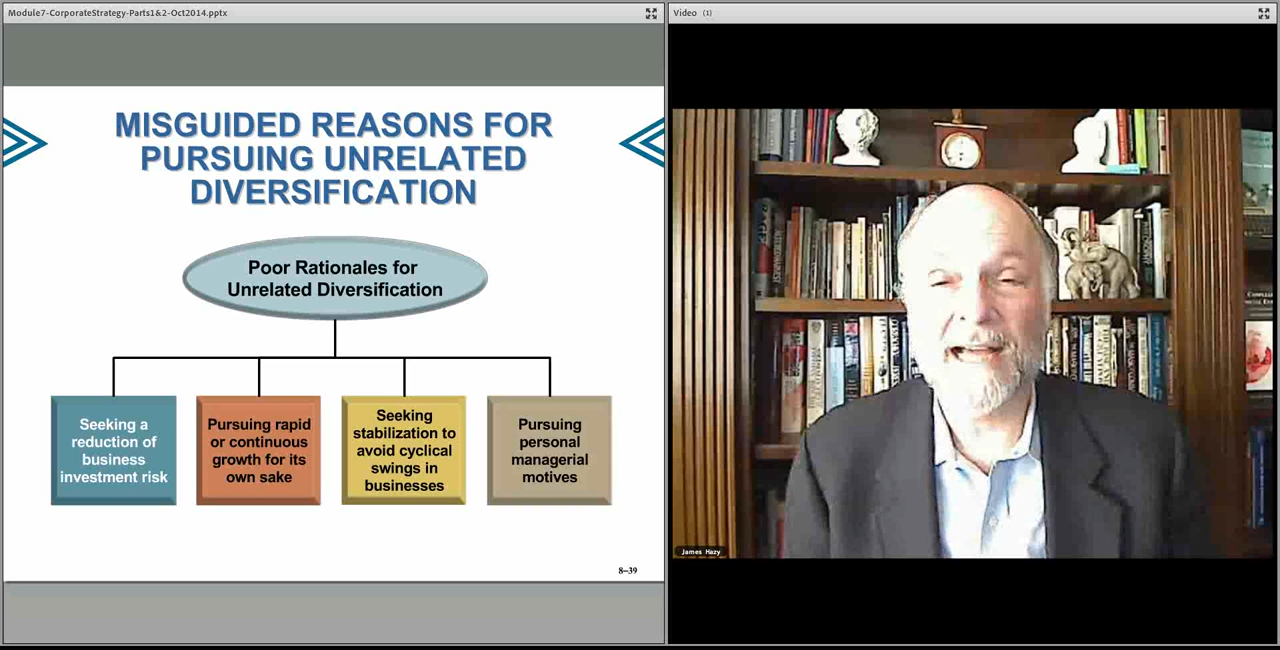 Module7-CorporateStrategy-Parts1&2-Oct2014.pptx
Video (1)
MISGUIDED REASONS FOR
PURSUING UNRELATED
DIVERSIFICATION
Poor Rationales for
Unrelated Diversification
Seeking a
reduction of
business
investment risk
Pursuing rapid
or continuous
growth for its
own sake
Seeking
stabilization to
avoid cyclical
swings in
businesses
Pursuing
personal
managerial
motives
8–39
James Hazy